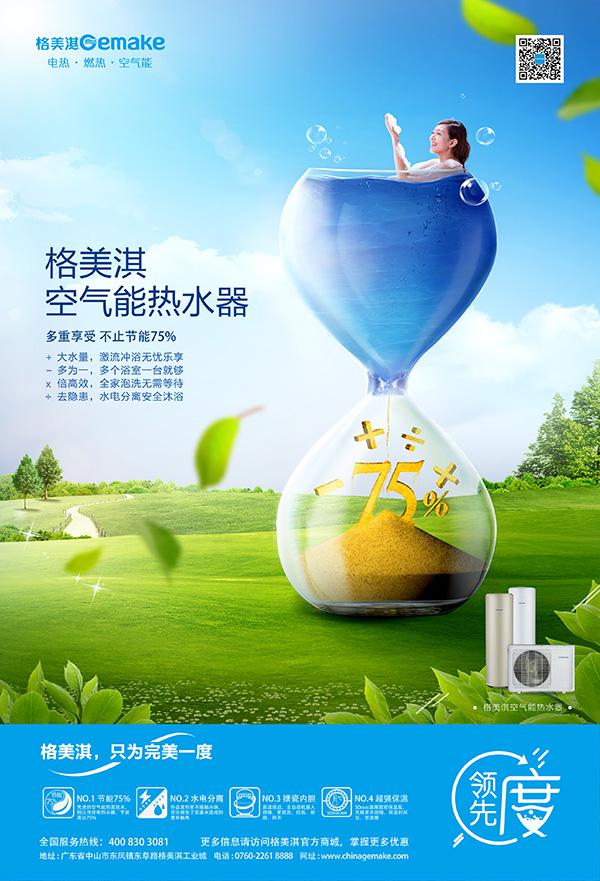 格美淇Gemake
电热·燃热·空气能
格美淇
空气能热水器
多重享受 不止节能75%
+ 大水量，激流冲浴无忧乐享
− 多为一，多个浴室一台就够
x 倍高效，全家泡洗无需等待
÷ 去隐患，水电分离安全沐浴
+ ÷
− 75% +
• 格美淇空气能热水器 •
格美淇，只为完美一度
节能
75%
NO.1 节能75%
NO.2 水电分离
NO.3 搪瓷内胆
NO.4 超强保温
领先度
全国服务热线：400 830 3081
更多信息请访问格美淇官方商城，掌握更多优惠
地址：广东省中山市东凤镇东阜路格美淇工业城 电话：0760-2261 8888 网址：www.chinagemake.com